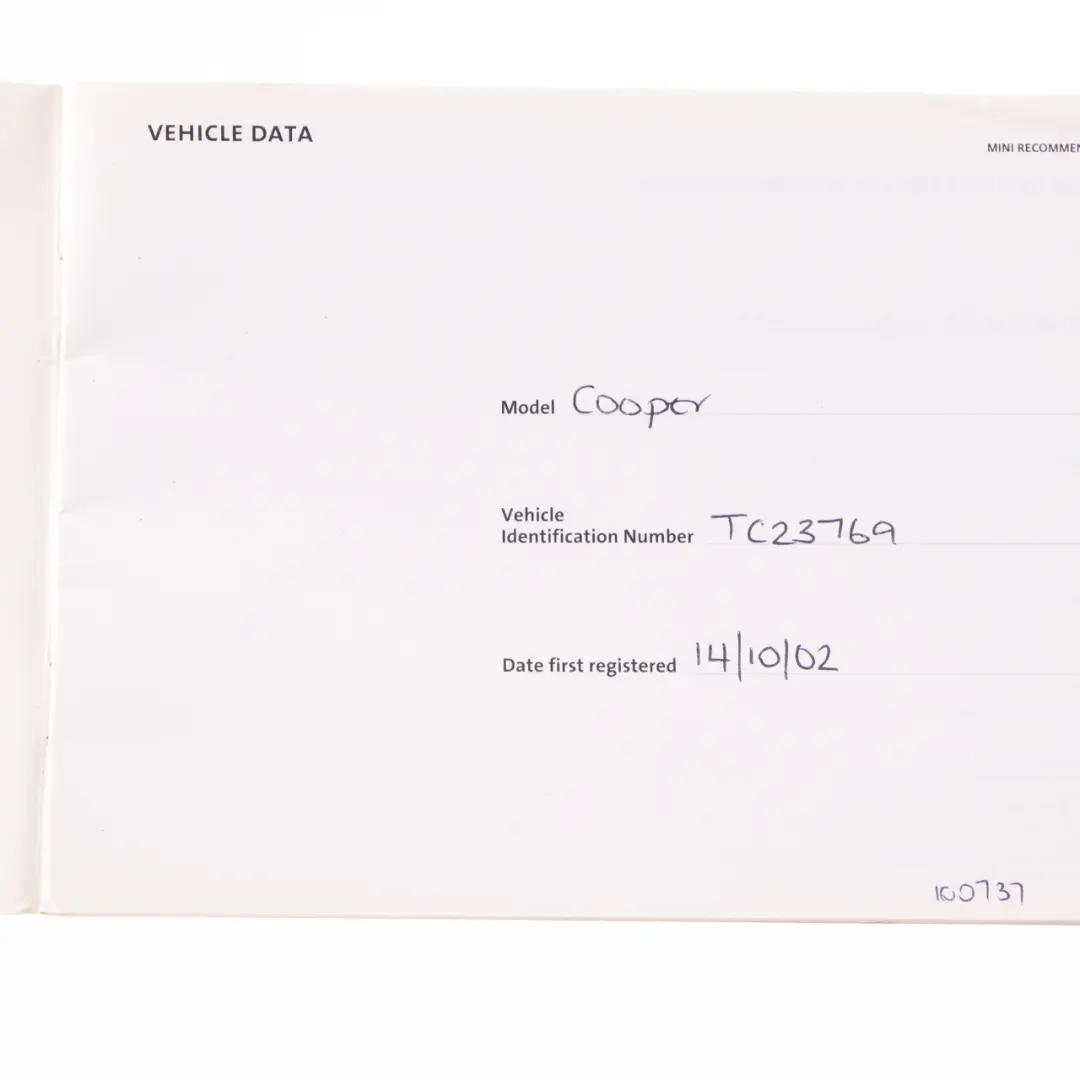 VEHICLE DATA
MINI RECOMMEN
Model Cooper
Vehicle
Identification Number TC23769
Date first registered 14/10/02
100737